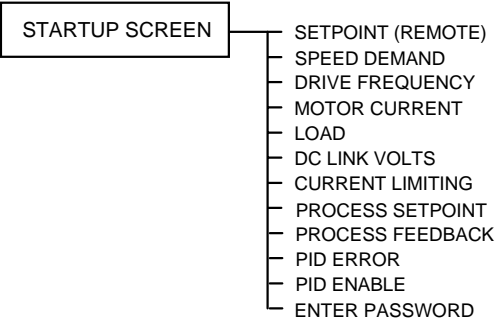 STARTUP SCREEN
SETPOINT (REMOTE)
SPEED DEMAND
DRIVE FREQUENCY
MOTOR CURRENT
LOAD
DC LINK VOLTS
CURRENT LIMITING
PROCESS SETPOINT
PROCESS FEEDBACK
PID ERROR
PID ENABLE
ENTER PASSWORD